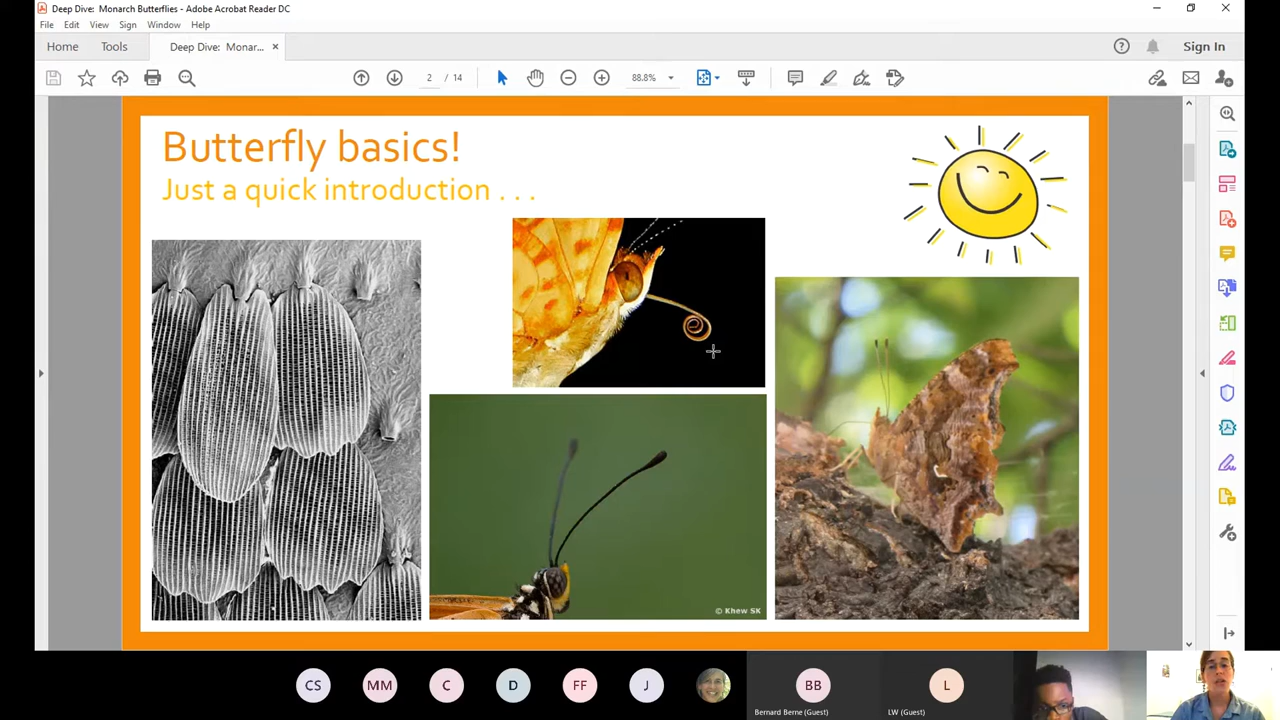 Deep Dive: Monarch Butterflies - Adobe Acrobat Reader DC
File Edit View Sign Window Help
Home Tools Deep Dive: Monar... × Sign In
2 / 14 88.8%
Butterfly basics!
Just a quick introduction . . .
© Khew SK
CS MM C D FF J BB L
Bernard Berne (Guest) LW (Guest)